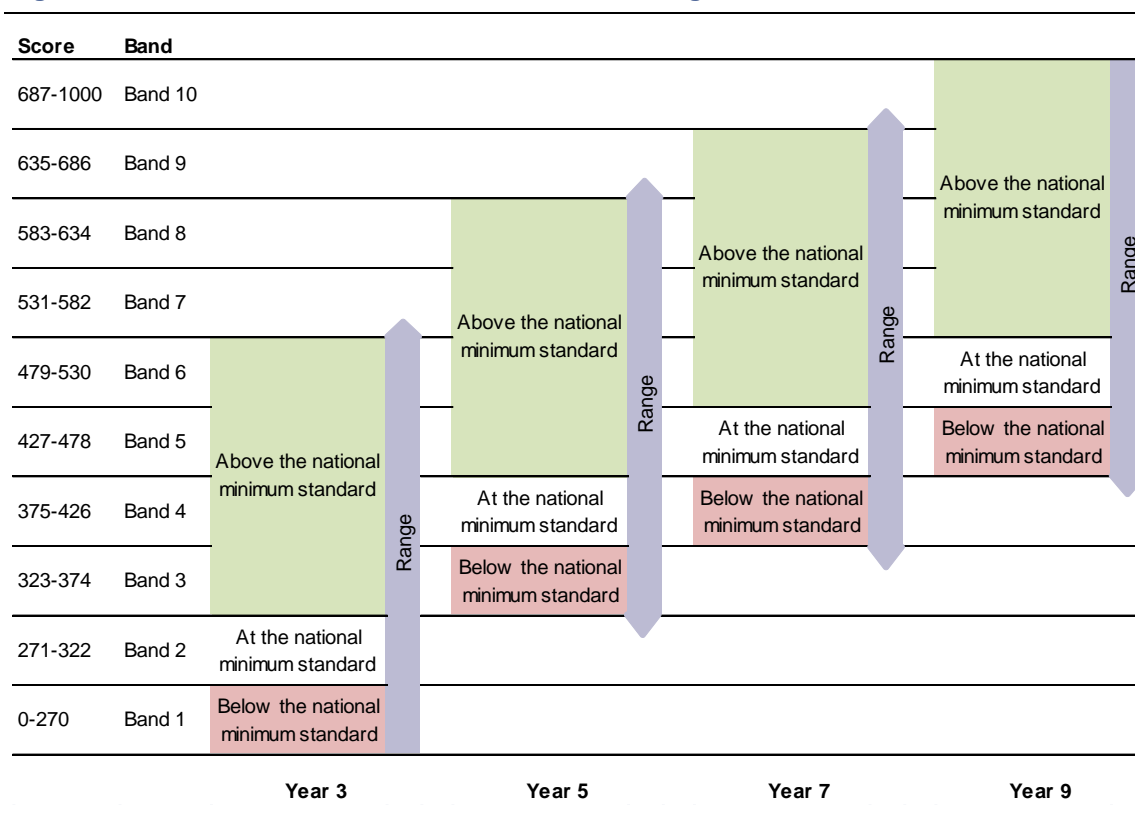 Score Band
687-1000 Band 10
635-686 Band 9
Above the national
minimum standard
583-634 Band 8
Above the national
minimum standard
Range
531-582 Band 7
Above the national
minimum standard
Range
479-530 Band 6
At the national
minimum standard
Range
427-478 Band 5
Above the national
minimum standard
At the national
minimum standard
Below the national
minimum standard
375-426 Band 4
At the national
minimum standard
Below the national
minimum standard
Range
323-374 Band 3
Below the national
minimum standard
271-322 Band 2
At the national
minimum standard
0-270 Band 1
Below the national
minimum standard
Year 3 Year 5 Year 7 Year 9